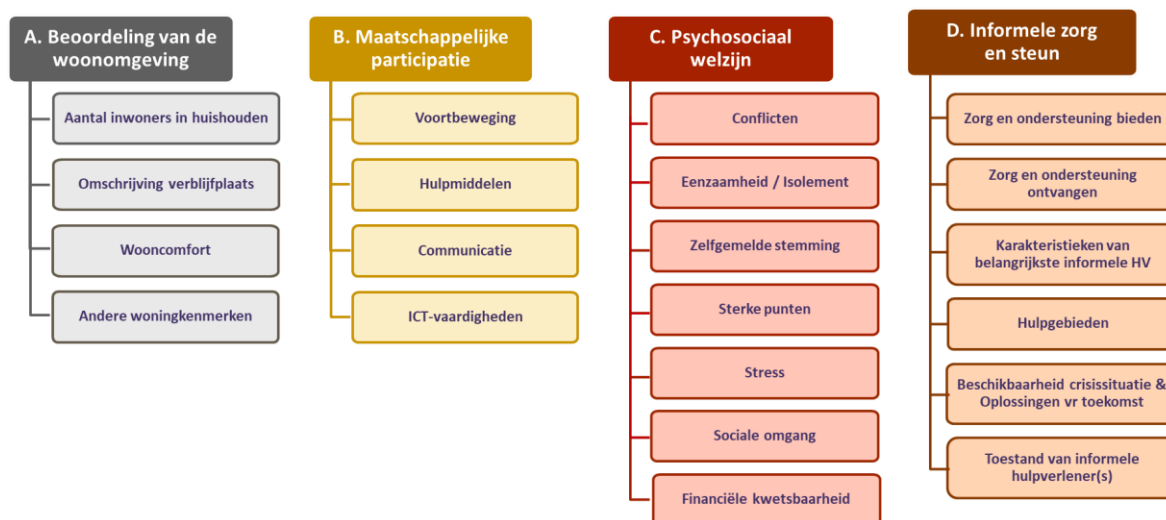 A. Beoordeling van de
woonomgeving
Aantal inwoners in huishouden
Omschrijving verblijfplaats
Wooncomfort
Andere woningkenmerken
B. Maatschappelijke
participatie
Voortbeweging
Hulpmiddelen
Communicatie
ICT-vaardigheden
C. Psychosociaal
welzijn
Conflicten
Eenzaamheid / Isolement
Zelfgemelde stemming
Sterke punten
Stress
Sociale omgang
Financiële kwetsbaarheid
D. Informele zorg
en steun
Zorg en ondersteuning bieden
Zorg en ondersteuning
ontvangen
Karakteristieken van
belangrijkste informele HV
Hulpgebieden
Beschikbaarheid crisissituatie &
Oplossingen vr toekomst
Toestand van informele
hulpverlener(s)